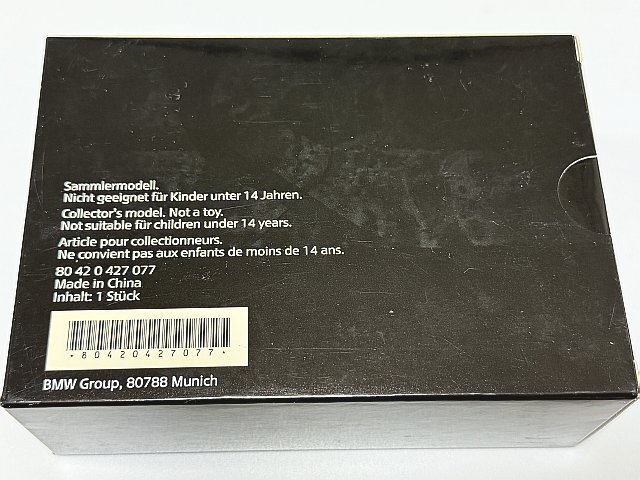 Sammlermodell.
Nicht geeignet für Kinder unter 14 Jahren.
Collector's model. Not a toy.
Not suitable für children under 14 years.
Article pour collectionneurs.
Ne convient pas aux enfants de moins de 14 ans.
80 42 0 427 077
Made in China
Inhalt: 1 Stück
*80420427077*
BMW Group, 80788 Munich